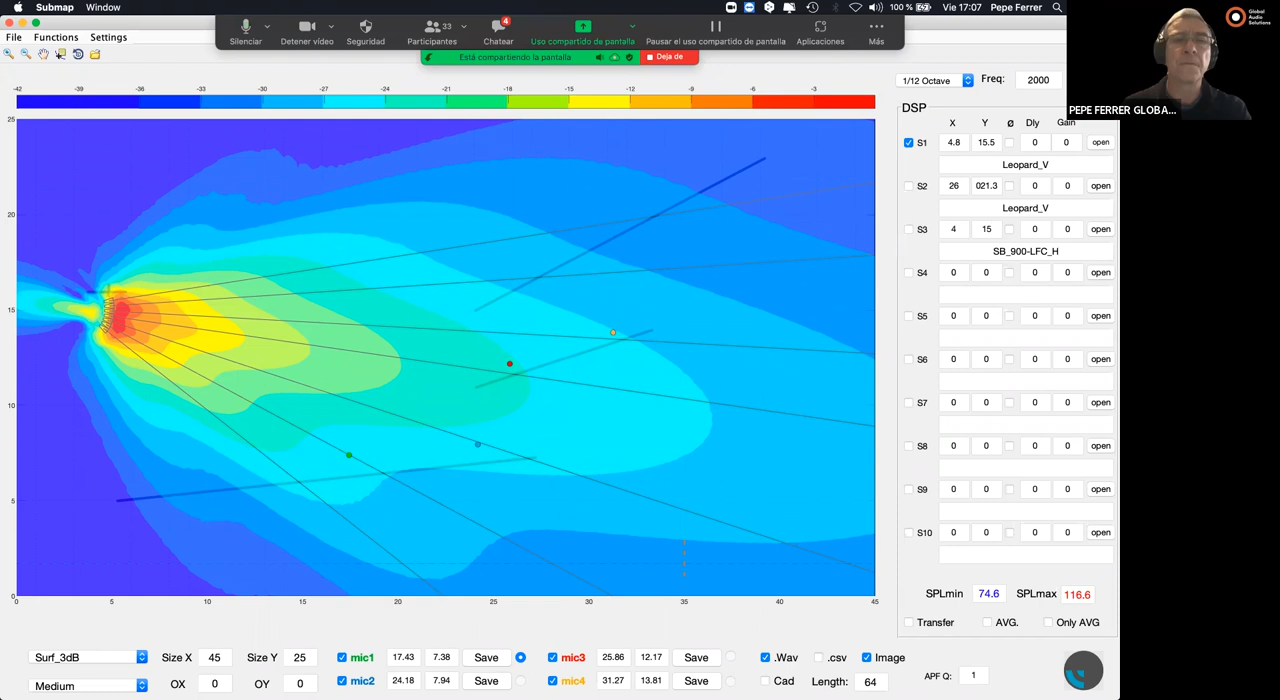 Submap Window
100 % Vie 17:07 Pepe Ferrer
Global Audio Solutions
File Functions Settings
Silenciar Detener vídeo Seguridad Participantes 33 Chatear 4 Uso compartido de pantalla Pausar el uso compartido de pantalla Aplicaciones Más
Está compartiendo la pantalla Deja de
PEPE FERRER GLOBA...
1/12 Octave Freq: 2000
-42 -39 -36 -33 -30 -27 -24 -21 -18 -15 -12 -9 -6 -3
DSP
X Y Ø Dly Gain
S1 4.8 15.5 0 0 open
Leopard_V
S2 26 021.3 0 0 open
Leopard_V
S3 4 15 0 0 open
SB_900-LFC_H
S4 0 0 0 0 open
S5 0 0 0 0 open
S6 0 0 0 0 open
S7 0 0 0 0 open
S8 0 0 0 0 open
S9 0 0 0 0 open
S10 0 0 0 0 open
25
20
15
10
5
0
0 5 10 15 20 25 30 35 40 45
SPLmin 74.6 SPLmax 116.6
Transfer AVG. Only AVG
Surf_3dB Size X 45 Size Y 25 mic1 17.43 7.38 Save mic3 25.86 12.17 Save .Wav .csv Image
Medium OX 0 OY 0 mic2 24.18 7.94 Save mic4 31.27 13.81 Save Cad Length: 64 APF Q: 1